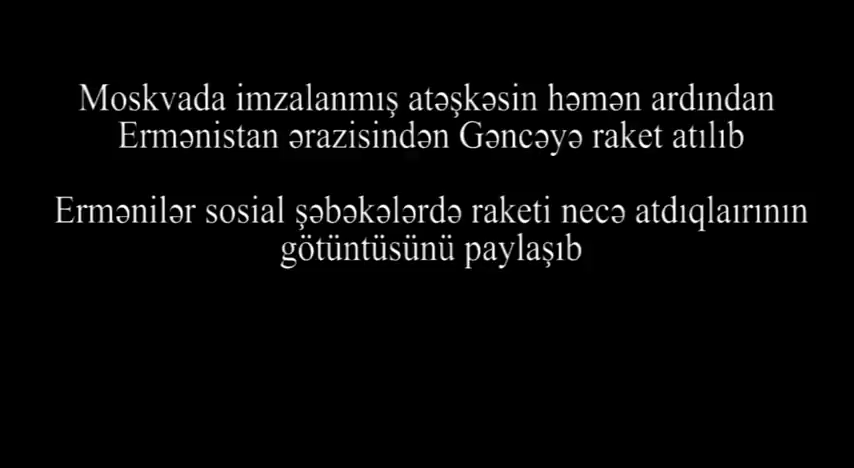 Moskvada imzalanmış atəşkəsin həmən ardından
Ermənistan ərazisindən Gəncəyə raket atılıb
Ermənilər sosial şəbəkələrdə raketi necə atdıqlaırının
götüntüsünü paylaşıb